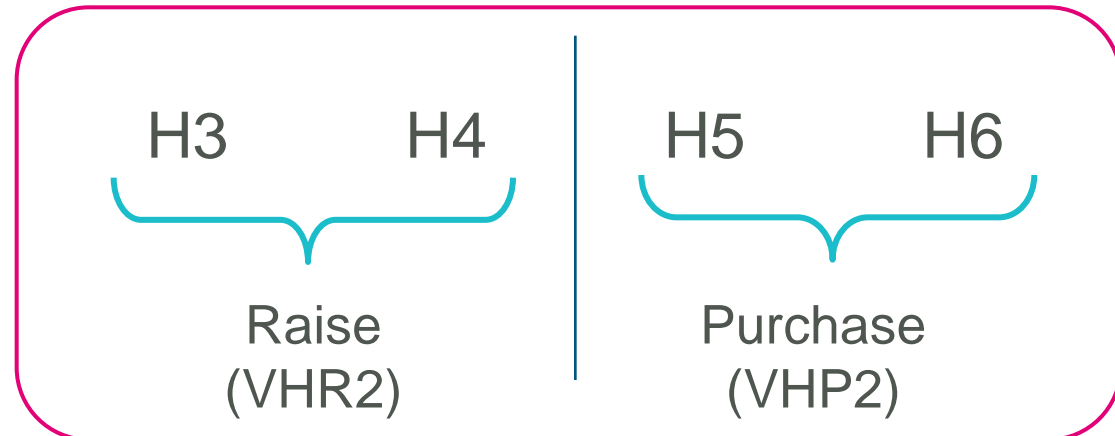 H3 H4 H5 H6
Raise
(VHR2)
Purchase
(VHP2)